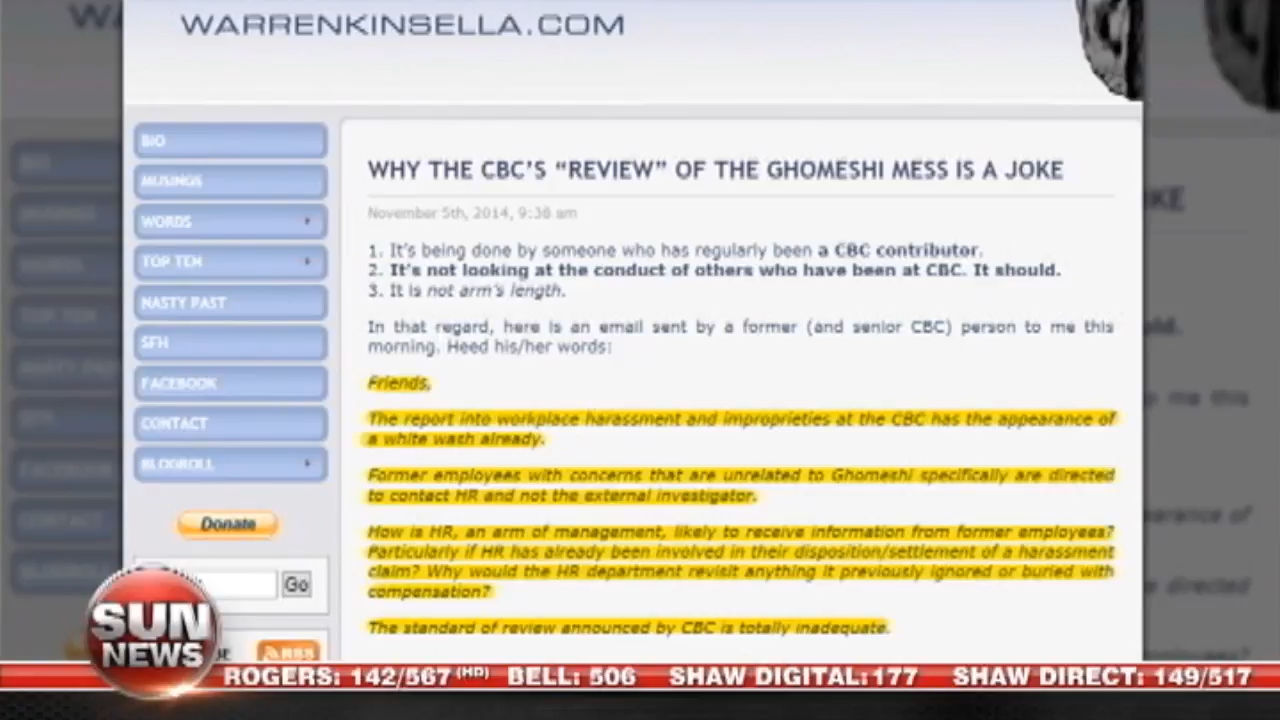 WARRENKINSELLA.COM
BIO
MUSINGS
WORDS
TOP TEN
NASTY PAST
SFH
FACEBOOK
CONTACT
BLOGROLL
Donate
Go
RSS
WHY THE CBC'S “REVIEW” OF THE GHOMESHI MESS IS A JOKE
November 5th, 2014, 9:38 am
1. It's being done by someone who has regularly been a CBC contributor.
2. It's not looking at the conduct of others who have been at CBC. It should.
3. It is not arm's length.
In that regard, here is an email sent by a former (and senior CBC) person to me this
morning. Heed his/her words:
Friends,
The report into workplace harassment and improprieties at the CBC has the appearance of
a white wash already.
Former employees with concerns that are unrelated to Ghomeshi specifically are directed
to contact HR and not the external investigator.
How is HR, an arm of management, likely to receive information from former employees?
Particularly if HR has already been involved in their disposition/settlement of a harassment
claim? Why would the HR department revisit anything it previously ignored or buried with
compensation?
The standard of review announced by CBC is totally inadequate.
SUN
NEWS
ROGERS: 142/567 (HD) BELL: 506 SHAW DIGITAL: 177 SHAW DIRECT: 149/517